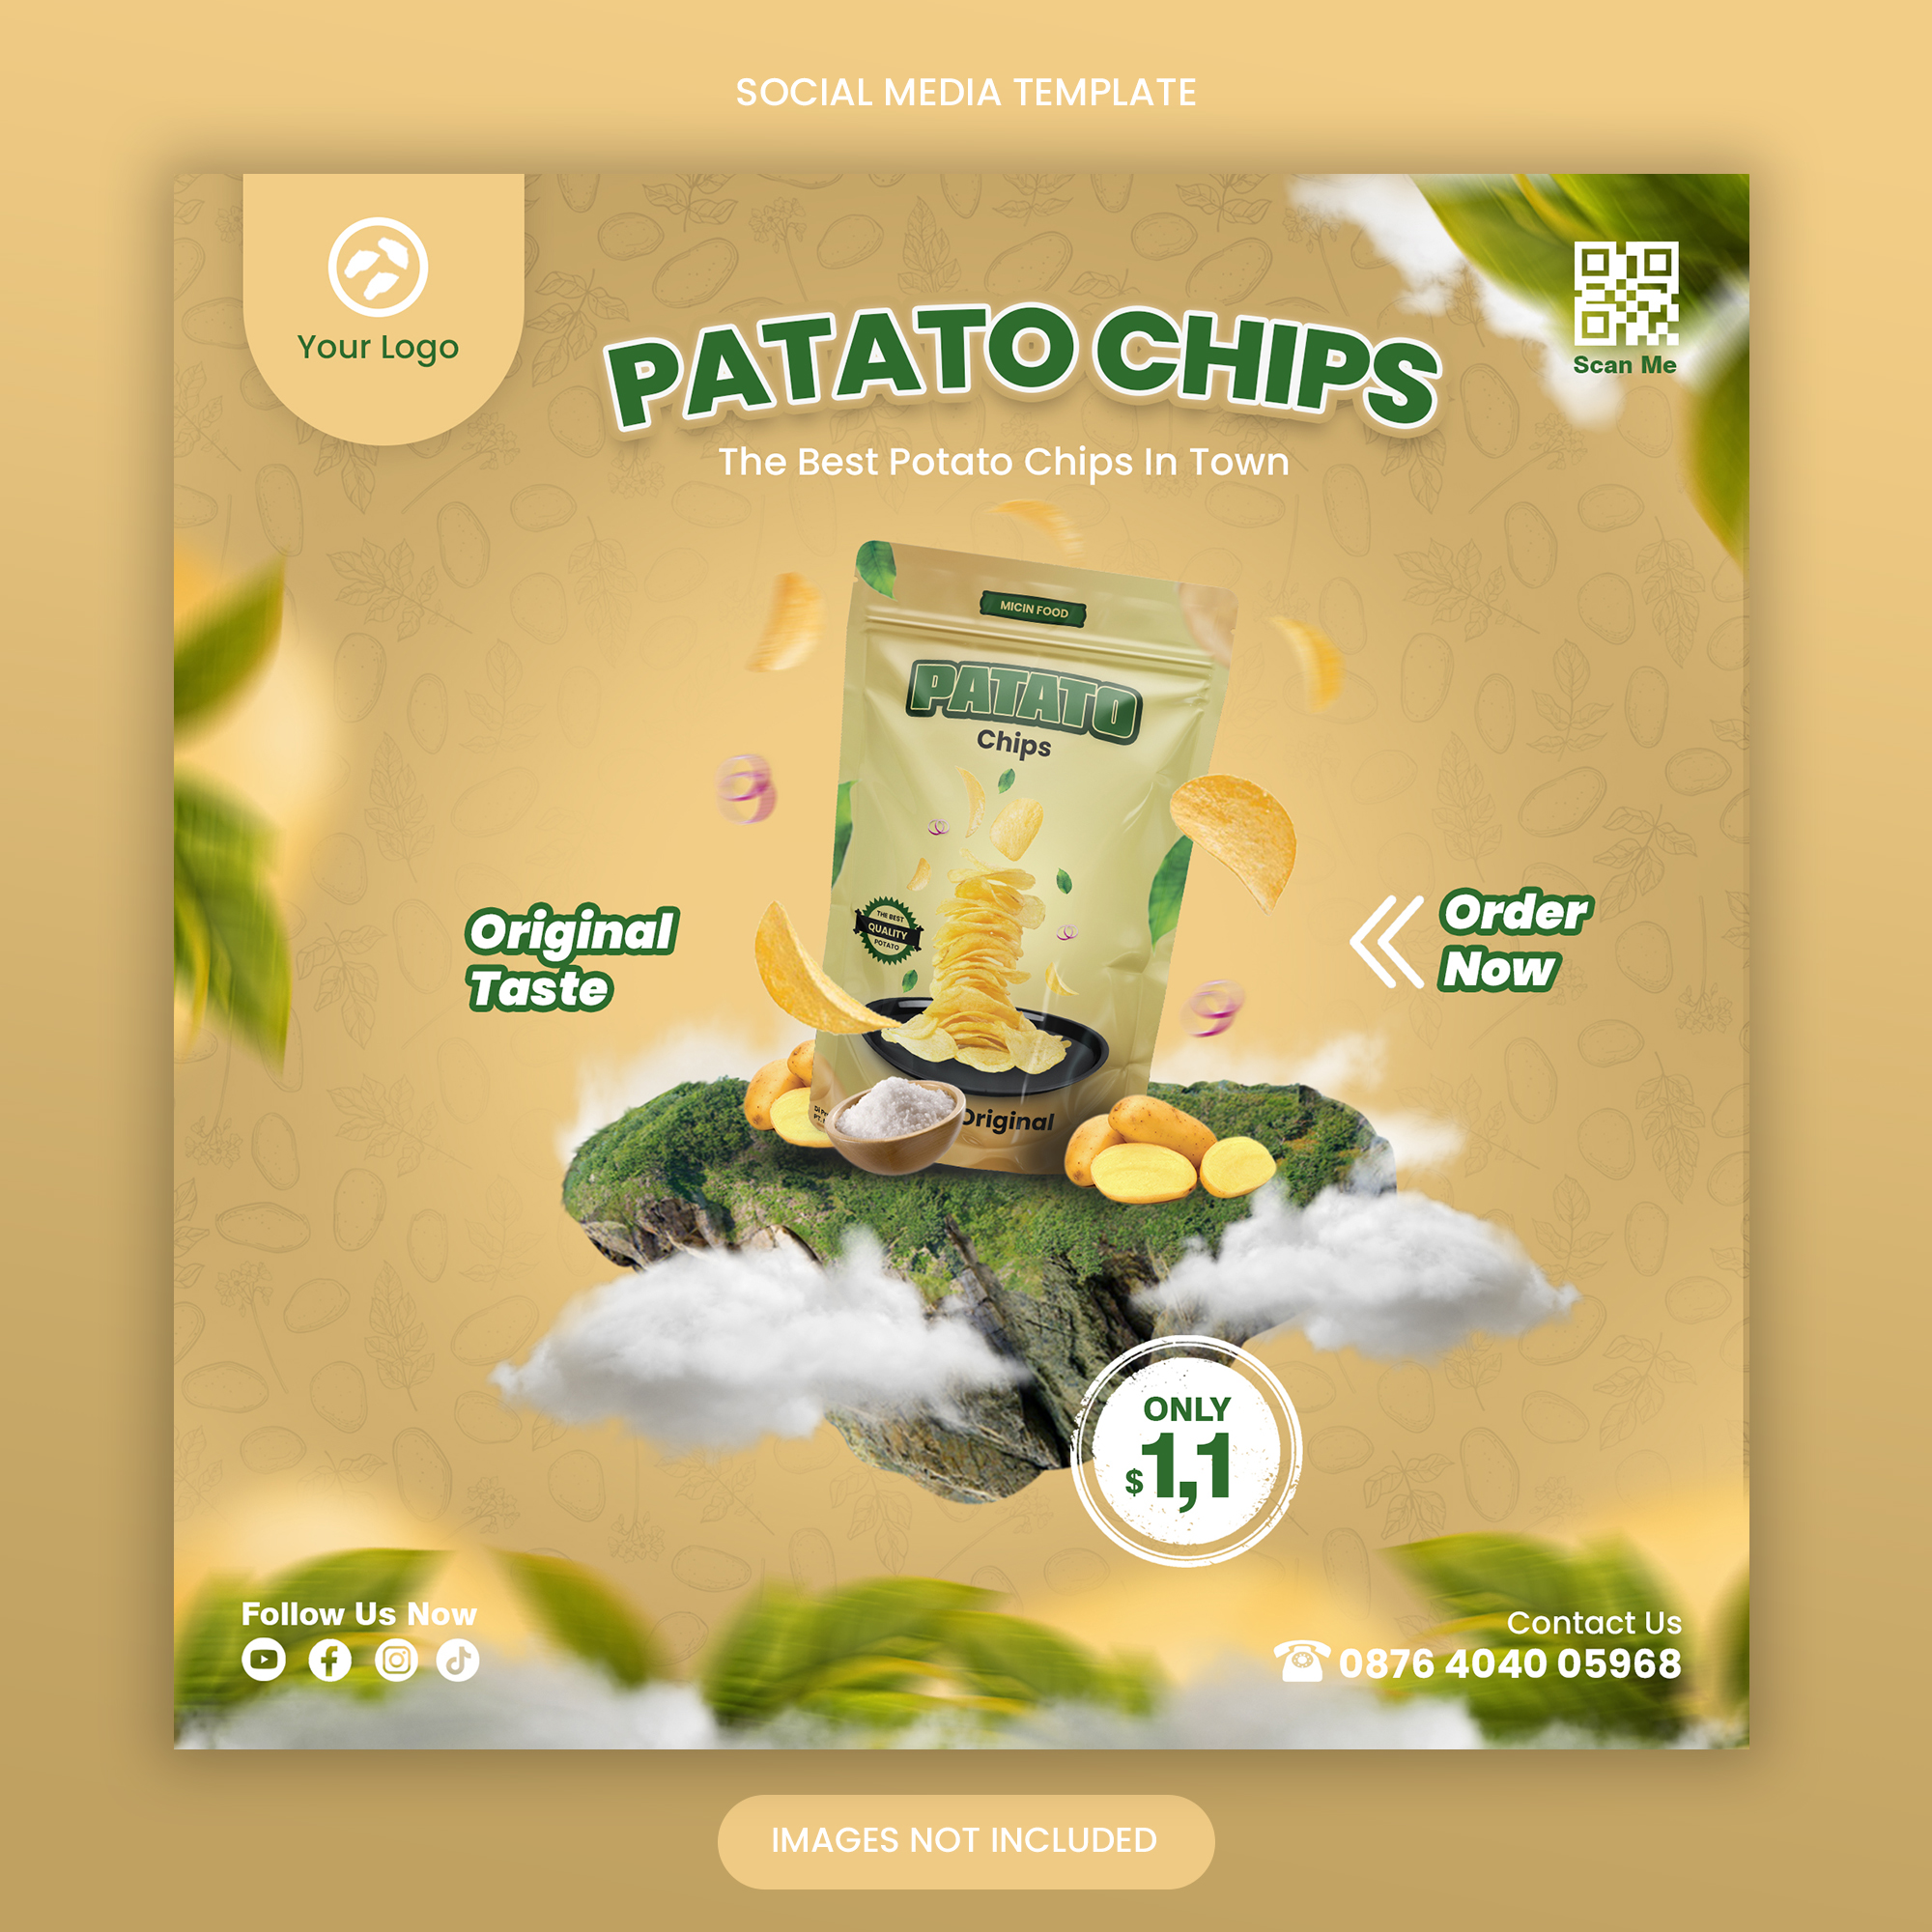 SOCIAL MEDIA TEMPLATE
Your Logo
Scan Me
PATATO CHIPS
The Best Potato Chips In Town
MICIN FOOD
PATATO
Chips
THE BEST
QUALITY
POTATO
Original
Original
Taste
Order
Now
ONLY
$1,1
Follow Us Now
Contact Us
0876 4040 05968
IMAGES NOT INCLUDED